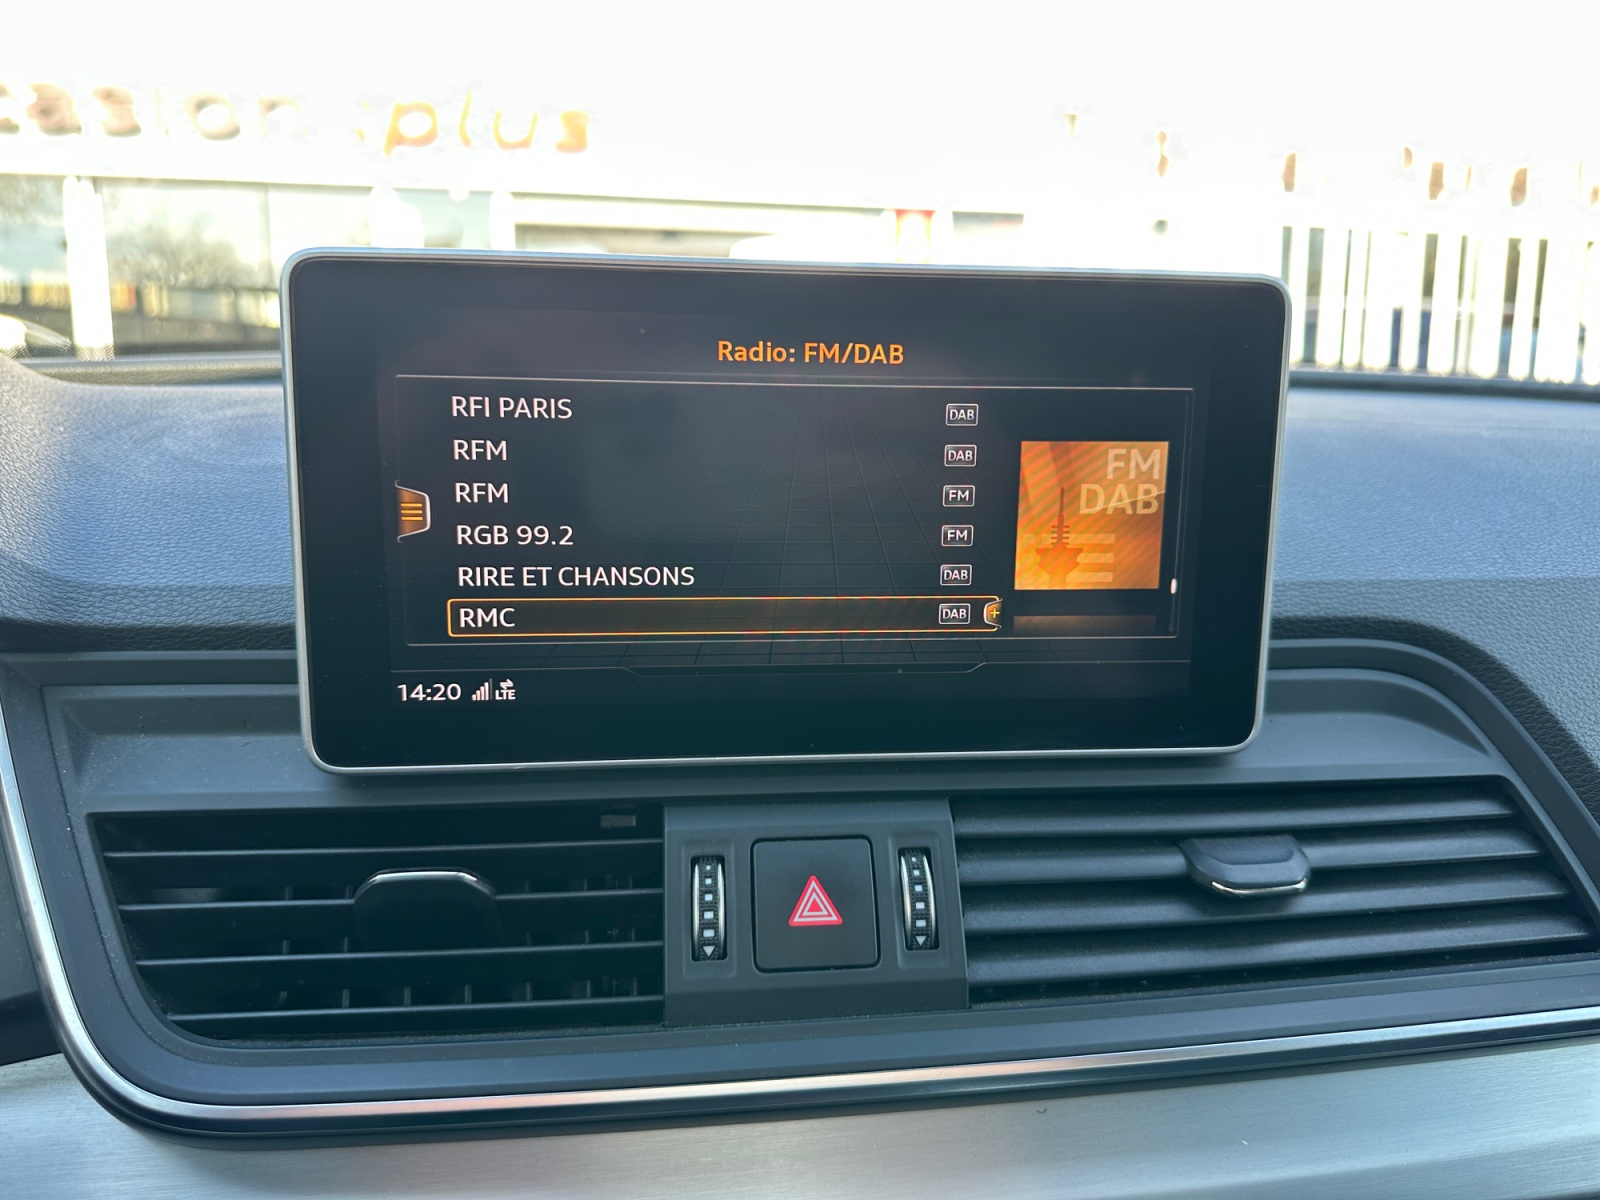 plus
Radio: FM/DAB
RFI PARIS DAB
RFM DAB
RFM FM
RGB 99.2 FM
RIRE ET CHANSONS DAB
RMC DAB
FM
DAB
14:20 LTE